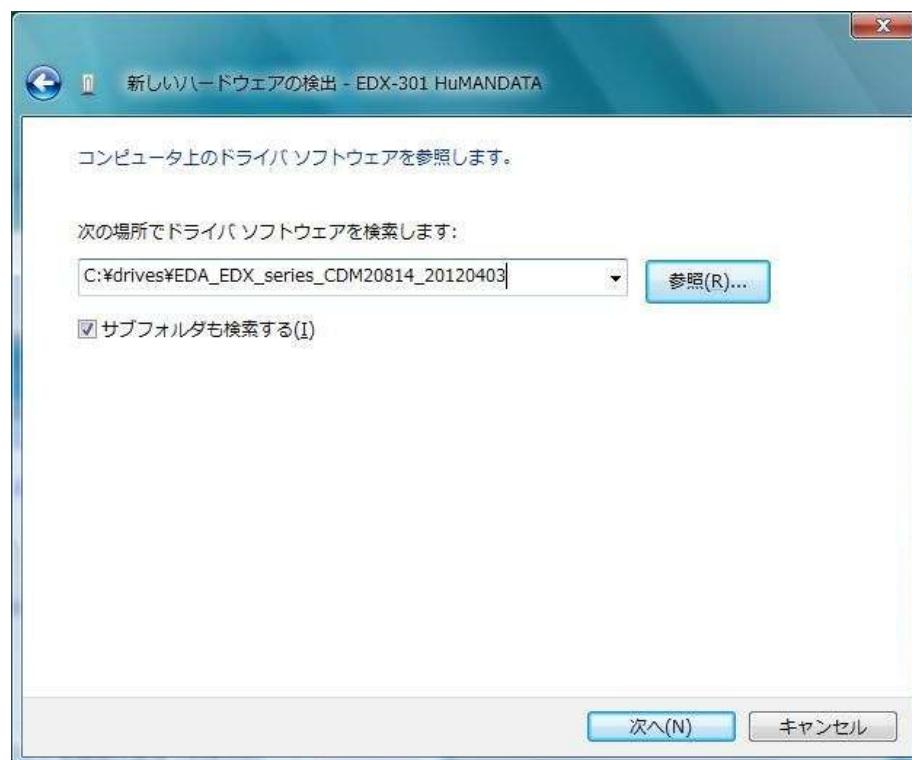 新しいハードウェアの検出 - EDX-301 HuMANDATA
コンピュータ上のドライバ ソフトウェアを参照します。
次の場所でドライバ ソフトウェアを検索します:
C:¥drives¥EDA_EDX_series_CDM20814_20120403
参照(R)...
サブフォルダも検索する(I)
次へ(N)
キャンセル